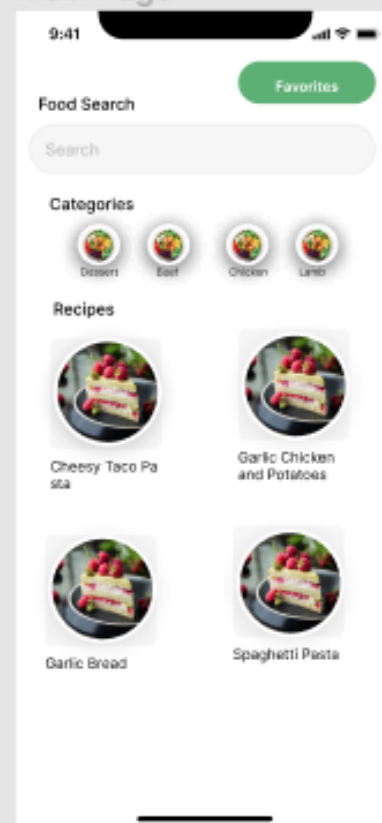 9:41
Favorites
Food Search
Search
Categories
Dessert
Beef
Chicken
Lamb
Recipes
Cheesy Taco Pa
sta
Garlic Chicken
and Potatoes
Garlic Bread
Spaghetti Pasta